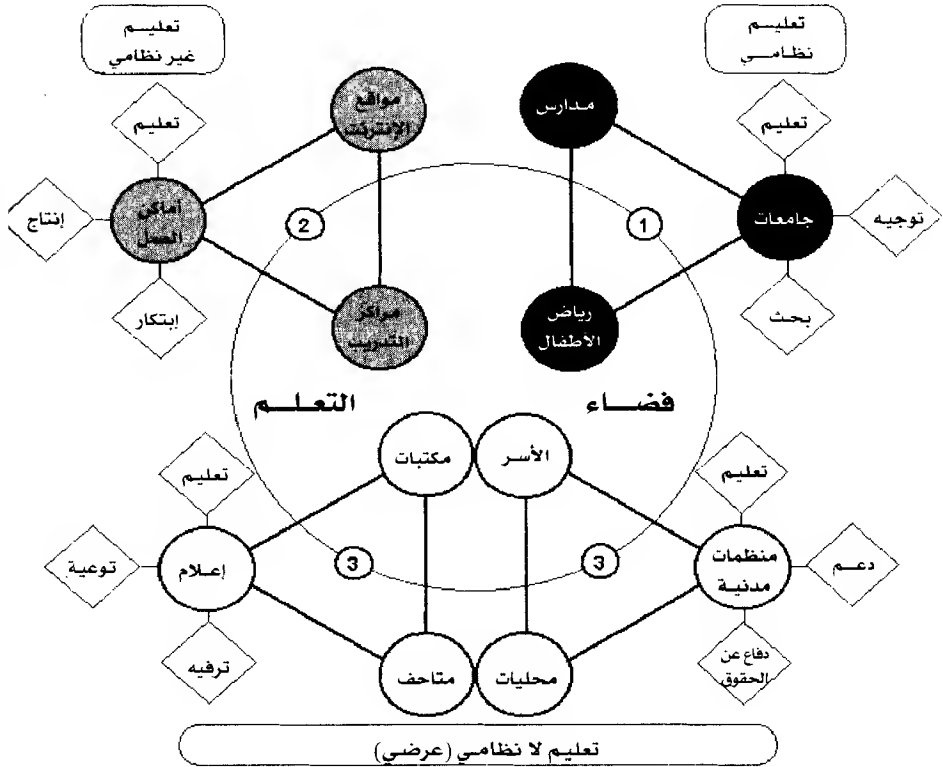 تعليم
نظامي
تعليم
غير نظامي
مدارس
مواقع
الإنترنت
تعليم
تعليم
جامعات
توجيه
أماكن
العمل
إنتاج
1
2
بحث
رياض
الأطفال
مراكز
التدريب
إبتكار
فضاء
التعلم
الأسر
مكتبات
تعليم
تعليم
دعم
منظمات
مدنية
3
3
إعلام
توعية
دفاع عن
الحقوق
محليات
متاحف
ترفيه
تعليم لا نظامي (عرضي)